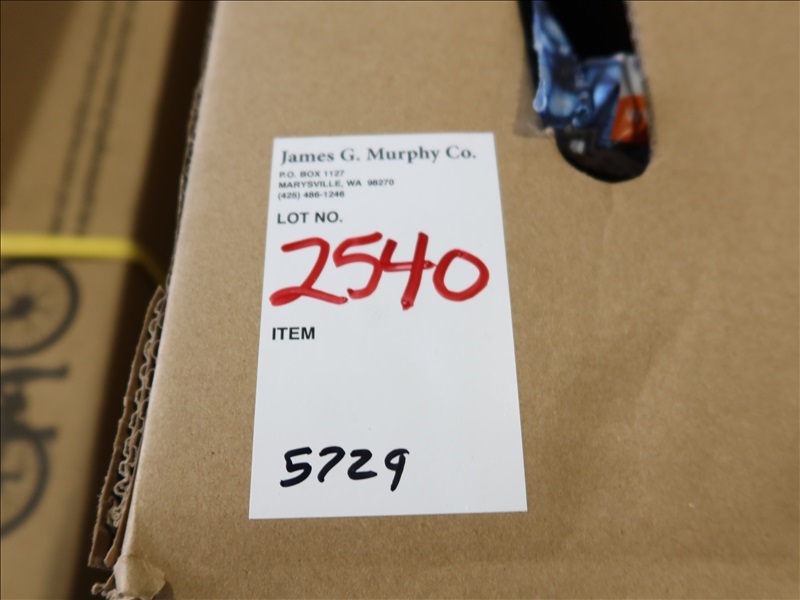 James G. Murphy Co.
P.O. BOX 1127
MARYSVILLE, WA 98270
(425) 486-1246
LOT NO.
2540
ITEM
5729